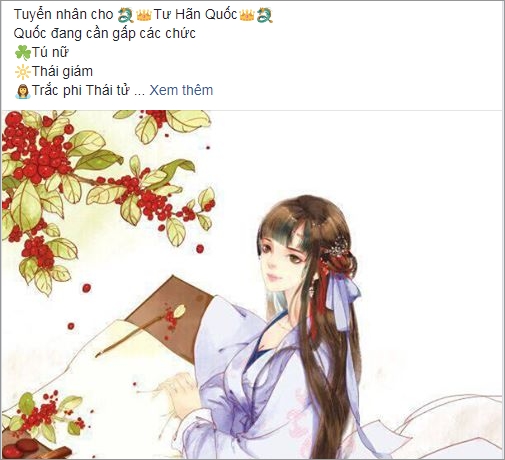 Tuyển nhân cho 🐉👑Tư Hãn Quốc👑🐉
Quốc đang cần gấp các chức
☘️Tú nữ
🔆Thái giám
👰Trắc phi Thái tử ... Xem thêm